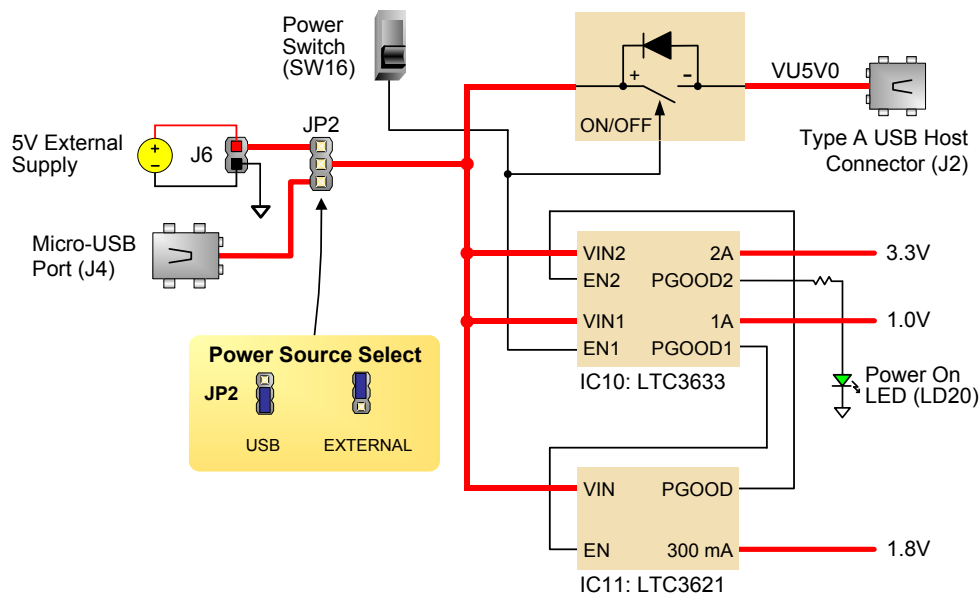 Power
Switch
(SW16)
5V External
Supply
+
−
J6
JP2
Micro-USB
Port (J4)
+
−
ON/OFF
VU5V0
Type A USB Host
Connector (J2)
VIN2
EN2
VIN1
EN1
2A
PGOOD2
1A
PGOOD1
IC10: LTC3633
3.3V
1.0V
Power On
LED (LD20)
Power Source Select
JP2
USB
EXTERNAL
VIN
PGOOD
EN
300 mA
IC11: LTC3621
1.8V